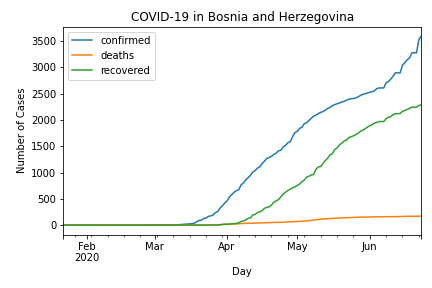 COVID-19 in Bosnia and Herzegovina
confirmed
deaths
recovered
3500
3000
2500
2000
1500
1000
500
0
Number of Cases
Feb
2020
Mar
Apr
May
Jun
Day